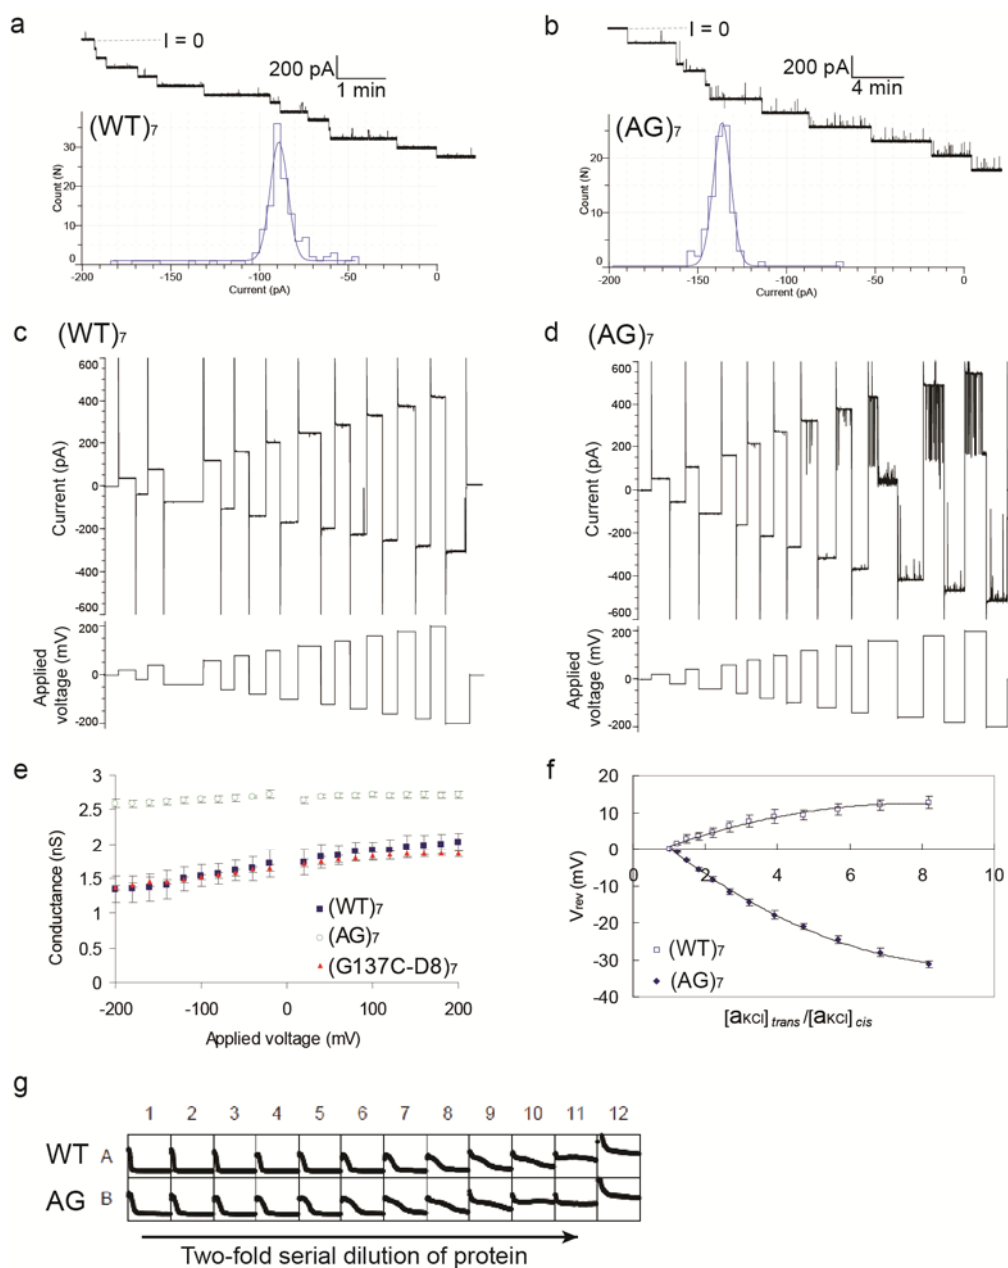 a
I = 0
200 pA
1 min
(WT)7
Count (N)
30
20
10
0
-200
-150
-100
-50
0
Current (pA)
b
I = 0
200 pA
4 min
(AG)7
Count (N)
20
10
0
-200
-150
-100
-50
0
Current (pA)
c
(WT)7
Current (pA)
600
400
200
0
-200
-400
-600
Applied voltage (mV)
200
0
-200
d
(AG)7
Current (pA)
600
400
200
0
-200
-400
-600
Applied voltage (mV)
200
0
-200
e
Conductance (nS)
3
2.5
2
1.5
1
0.5
0
-200
-100
0
100
200
Applied voltage (mV)
(WT)7
(AG)7
(G137C-D8)7
f
Vrev (mV)
20
10
0
-10
-20
-30
-40
0
2
4
6
8
10
(WT)7
(AG)7
[aKCl]trans/[aKCl]cis
g
1 2 3 4 5 6 7 8 9 10 11 12
WT A
AG B
Two-fold serial dilution of protein